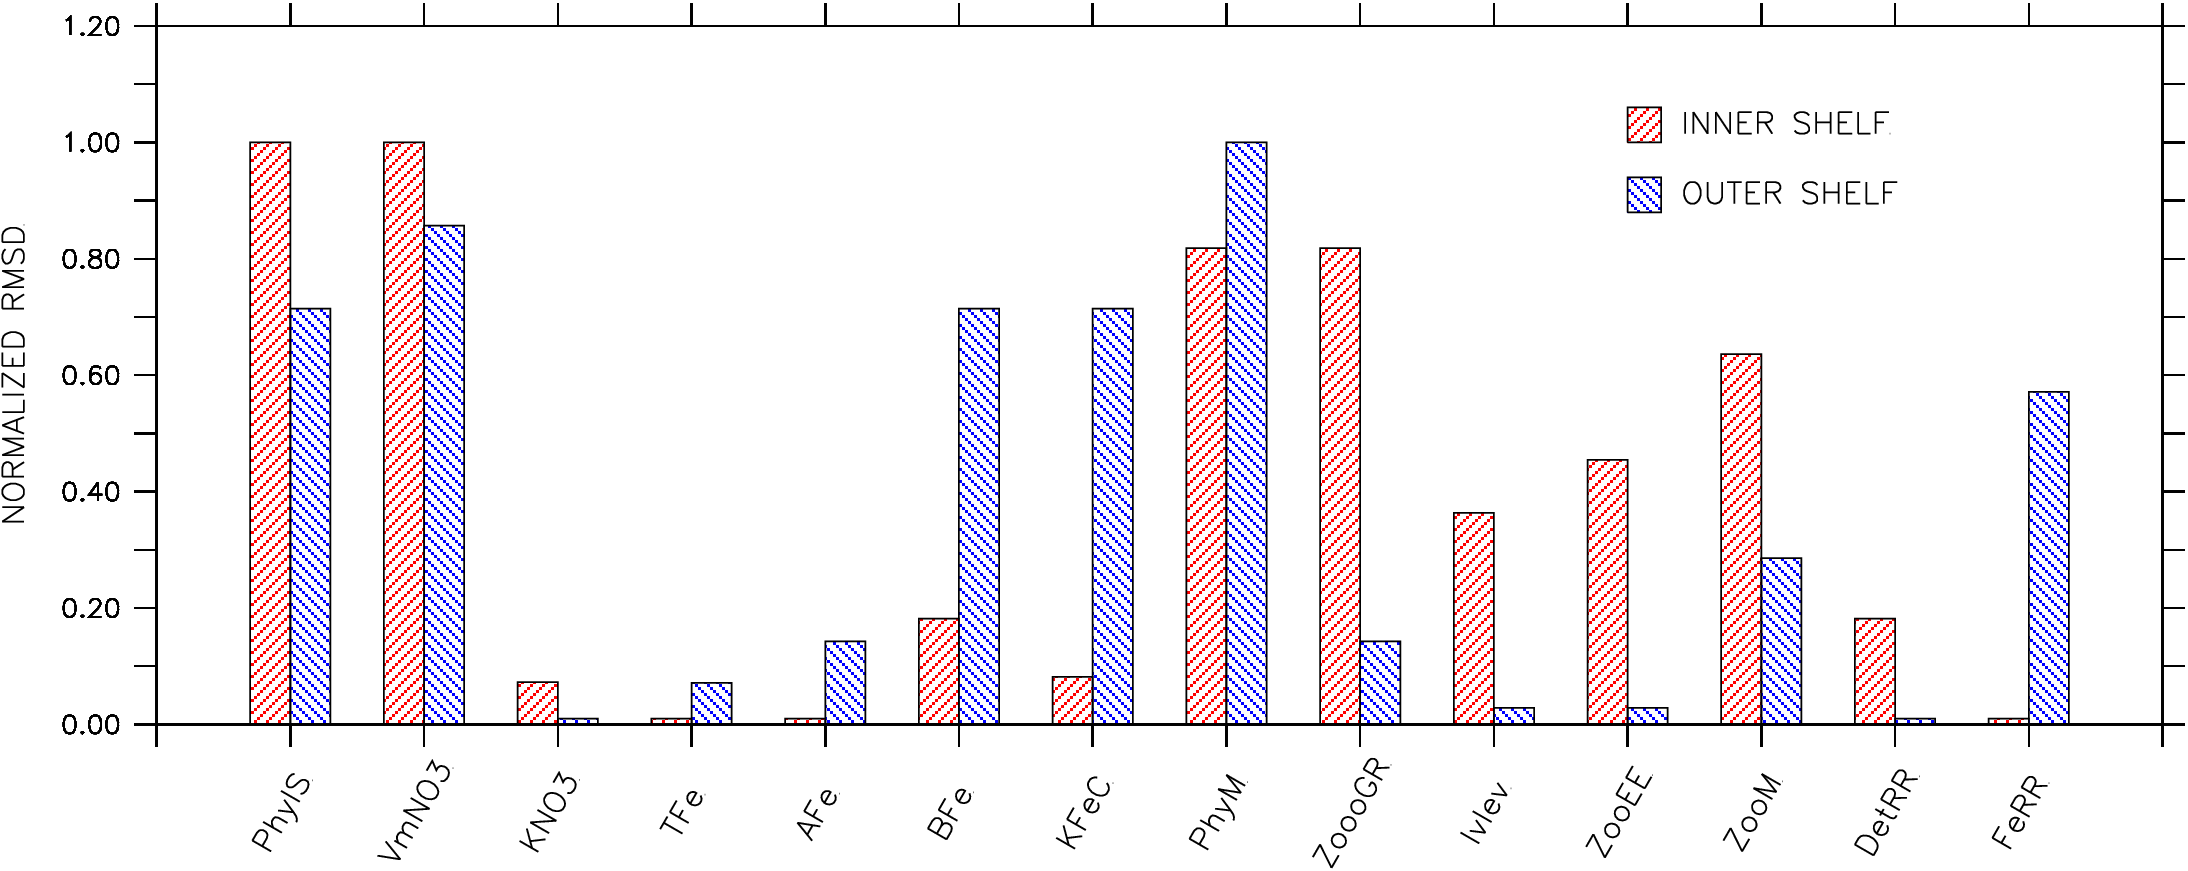 NORMALIZED RMSD
1.20
1.00
0.80
0.60
0.40
0.20
0.00
INNER SHELF
OUTER SHELF
PhyIS
VmNO3
KNO3
TFe
AFe
BFe
KFeC
PhyM
ZoooGR
Ivlev
ZooEE
ZooM
DetRR
FeRR